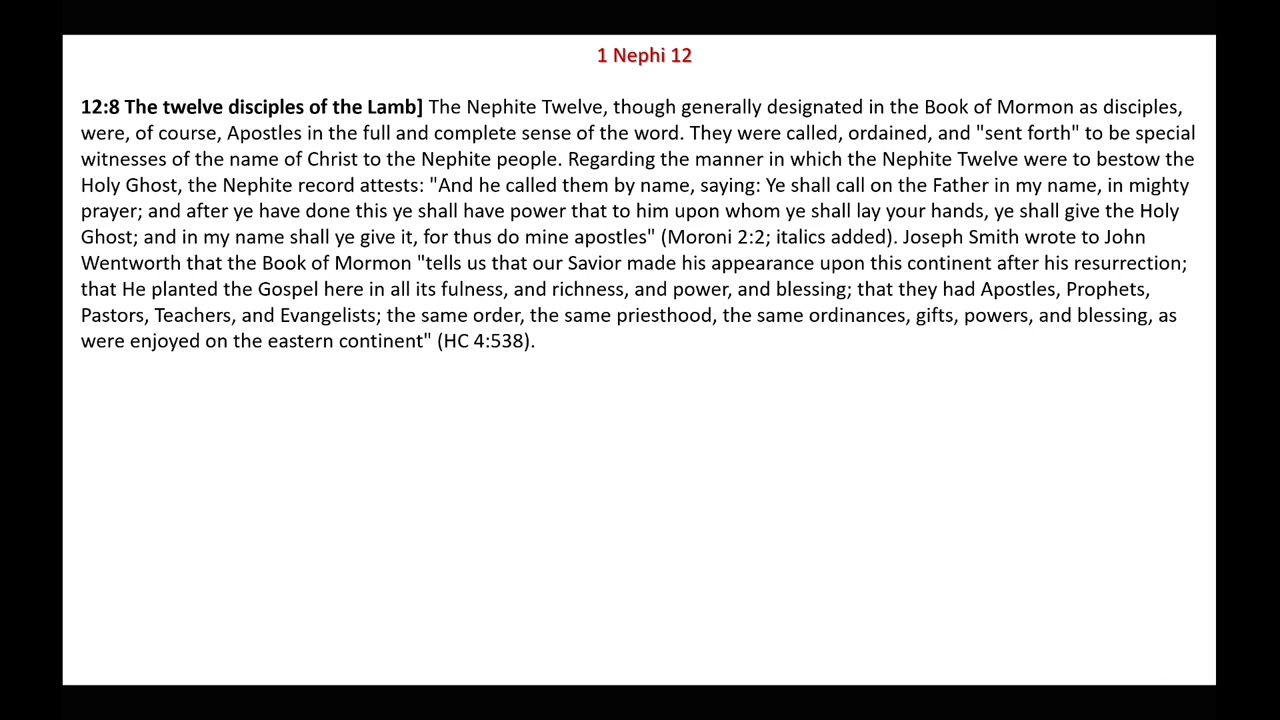 1 Nephi 12
12:8 The twelve disciples of the Lamb] The Nephite Twelve, though generally designated in the Book of Mormon as disciples,
were, of course, Apostles in the full and complete sense of the word. They were called, ordained, and "sent forth" to be special
witnesses of the name of Christ to the Nephite people. Regarding the manner in which the Nephite Twelve were to bestow the
Holy Ghost, the Nephite record attests: "And he called them by name, saying: Ye shall call on the Father in my name, in mighty
prayer; and after ye have done this ye shall have power that to him upon whom ye shall lay your hands, ye shall give the Holy
Ghost; and in my name shall ye give it, for thus do mine apostles" (Moroni 2:2; italics added). Joseph Smith wrote to John
Wentworth that the Book of Mormon "tells us that our Savior made his appearance upon this continent after his resurrection;
that He planted the Gospel here in all its fulness, and richness, and power, and blessing; that they had Apostles, Prophets,
Pastors, Teachers, and Evangelists; the same order, the same priesthood, the same ordinances, gifts, powers, and blessing, as
were enjoyed on the eastern continent" (HC 4:538).